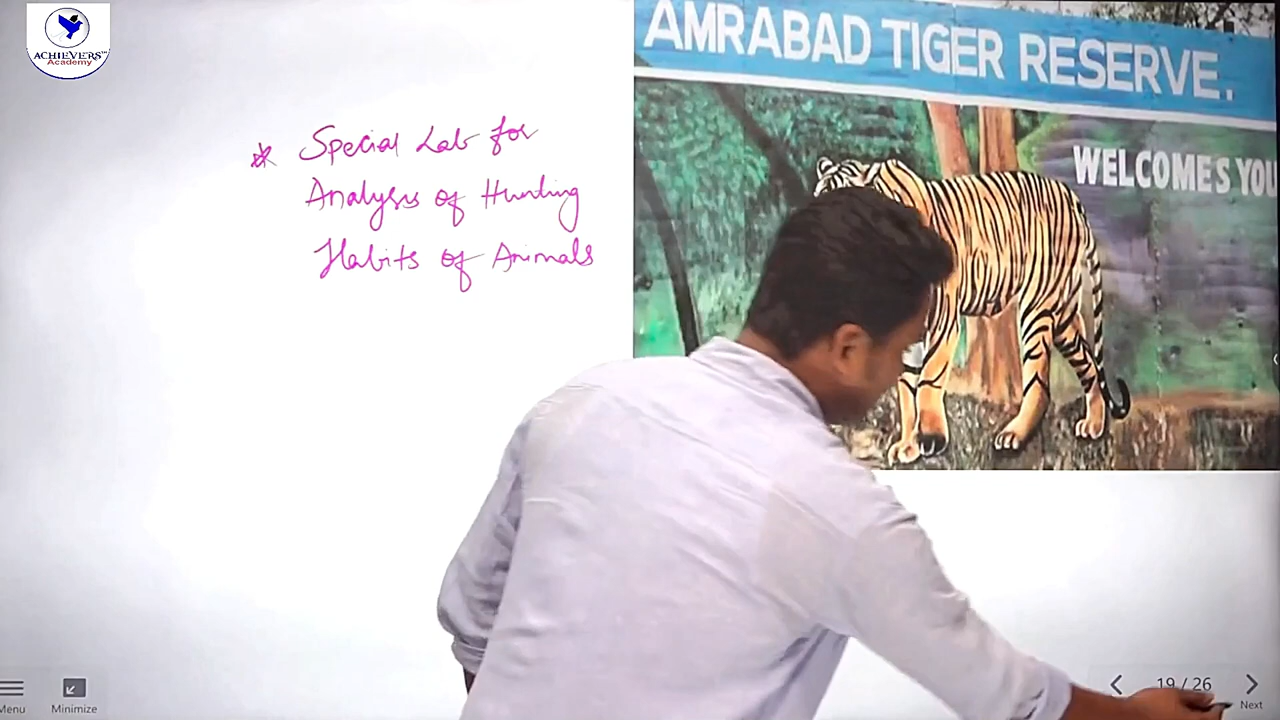 ACHIEVERS™
Academy
AMRABAD TIGER RESERVE.
WELCOMES YOU
* Special Lab for
Analysis of Hunting
Habits of Animals
19 / 26
Menu
Minimize
Next